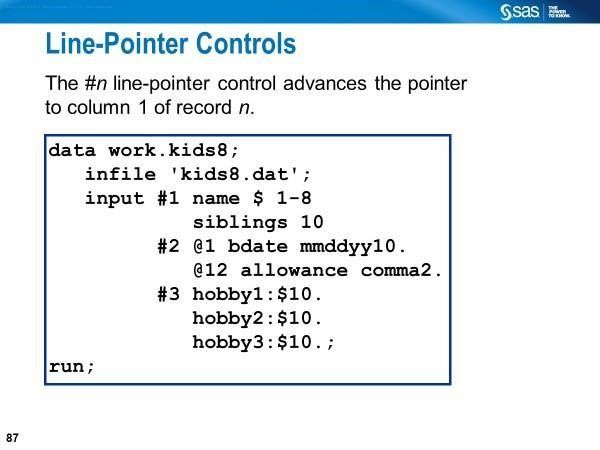 sas
THE
POWER
TO KNOW.
Line-Pointer Controls
The #n line-pointer control advances the pointer
to column 1 of record n.
data work.kids8;
   infile 'kids8.dat';
   input #1 name $ 1-8
            siblings 10
         #2 @1 bdate mmddyy10.
            @12 allowance comma2.
         #3 hobby1:$10.
            hobby2:$10.
            hobby3:$10.;
run;
87